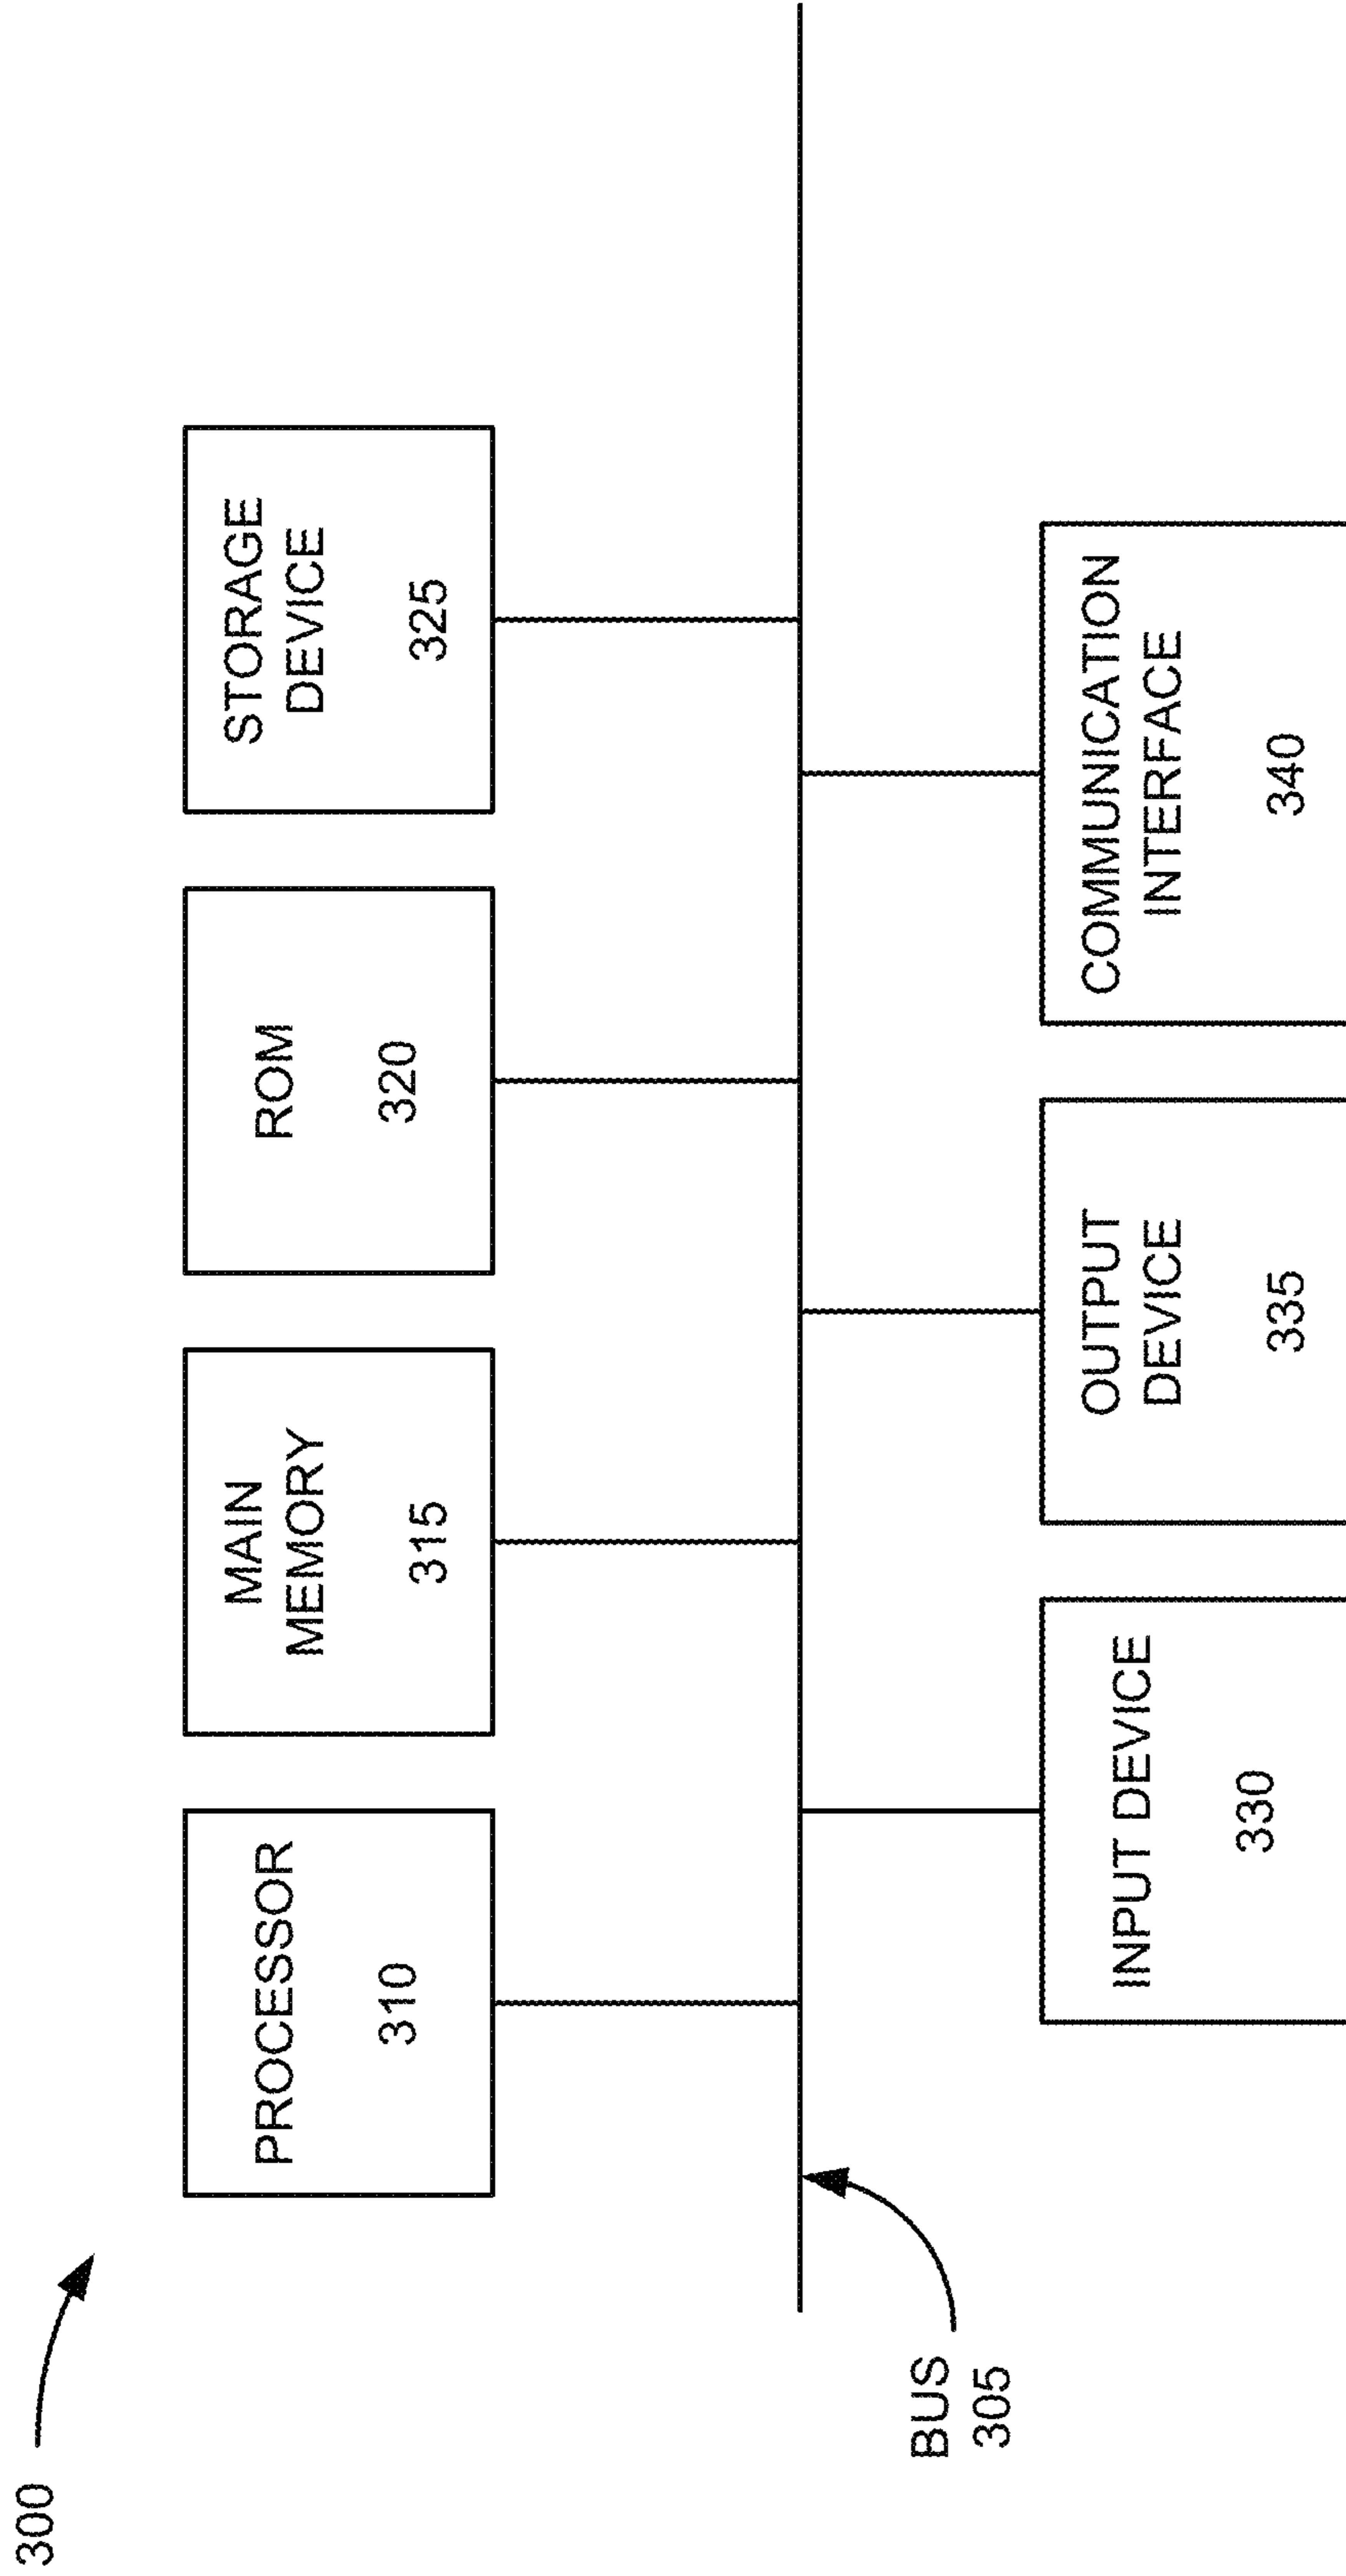 300
PROCESSOR
310
MAIN
MEMORY
315
ROM
320
STORAGE
DEVICE
325
BUS
305
INPUT DEVICE
330
OUTPUT
DEVICE
335
COMMUNICATION
INTERFACE
340